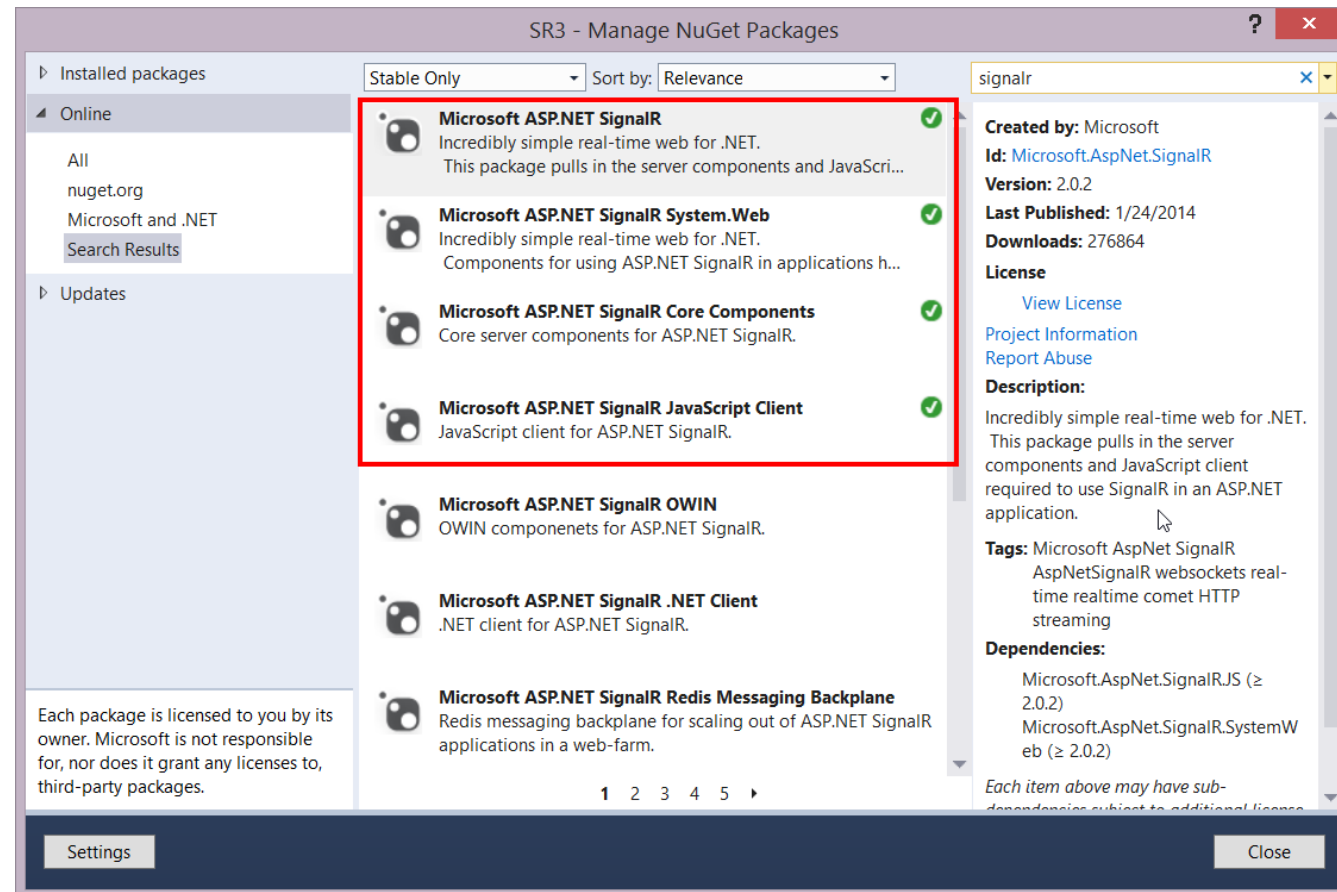 SR3 - Manage NuGet Packages
?
Installed packages
Online
All
nuget.org
Microsoft and .NET
Search Results
Updates
Each package is licensed to you by its
owner. Microsoft is not responsible
for, nor does it grant any licenses to,
third-party packages.
Stable Only
Sort by: Relevance
Microsoft ASP.NET SignalR
Incredibly simple real-time web for .NET.
This package pulls in the server components and JavaScri...
Microsoft ASP.NET SignalR System.Web
Incredibly simple real-time web for .NET.
Components for using ASP.NET SignalR in applications h...
Microsoft ASP.NET SignalR Core Components
Core server components for ASP.NET SignalR.
Microsoft ASP.NET SignalR JavaScript Client
JavaScript client for ASP.NET SignalR.
Microsoft ASP.NET SignalR OWIN
OWIN componenets for ASP.NET SignalR.
Microsoft ASP.NET SignalR .NET Client
.NET client for ASP.NET SignalR.
Microsoft ASP.NET SignalR Redis Messaging Backplane
Redis messaging backplane for scaling out of ASP.NET SignalR
applications in a web-farm.
1 2 3 4 5
signalr
Created by: Microsoft
Id: Microsoft.AspNet.SignalR
Version: 2.0.2
Last Published: 1/24/2014
Downloads: 276864
License
View License
Project Information
Report Abuse
Description:
Incredibly simple real-time web for .NET.
This package pulls in the server
components and JavaScript client
required to use SignalR in an ASP.NET
application.
Tags: Microsoft AspNet SignalR
AspNetSignalR websockets real-
time realtime comet HTTP
streaming
Dependencies:
Microsoft.AspNet.SignalR.JS (≥
2.0.2)
Microsoft.AspNet.SignalR.SystemW
eb (≥ 2.0.2)
Each item above may have sub-
dependencies subject to additional license
Settings
Close